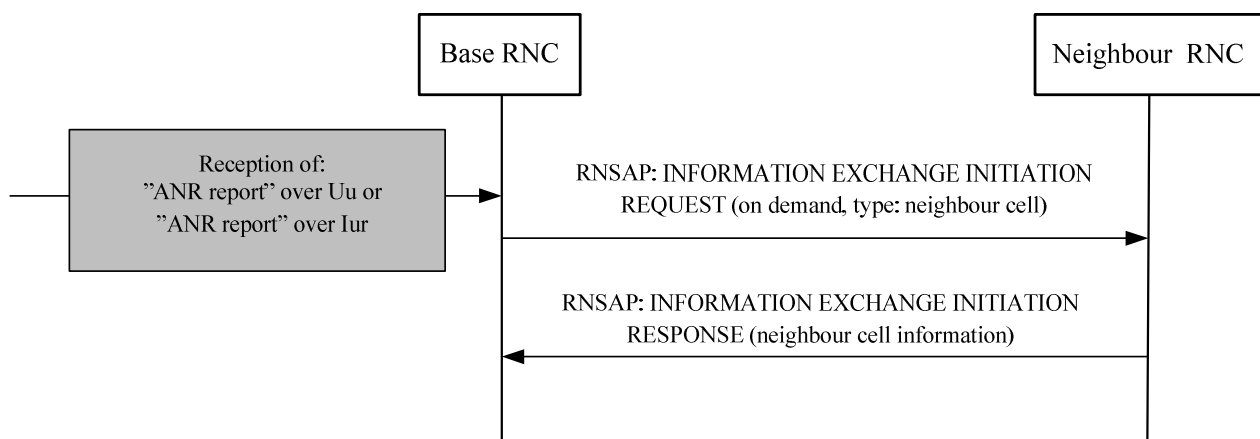 Base RNC
Neighbour RNC
Reception of:
”ANR report” over Uu or
”ANR report” over Iur
RNSAP: INFORMATION EXCHANGE INITIATION
REQUEST (on demand, type: neighbour cell)
RNSAP: INFORMATION EXCHANGE INITIATION
RESPONSE (neighbour cell information)